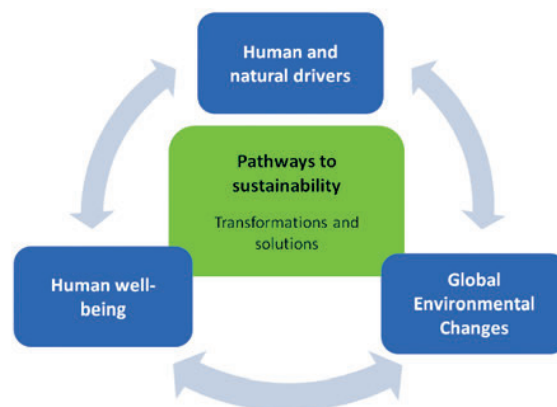 Human and
natural drivers
Pathways to
sustainability
Transformations and
solutions
Human well-
being
Global
Environmental
Changes